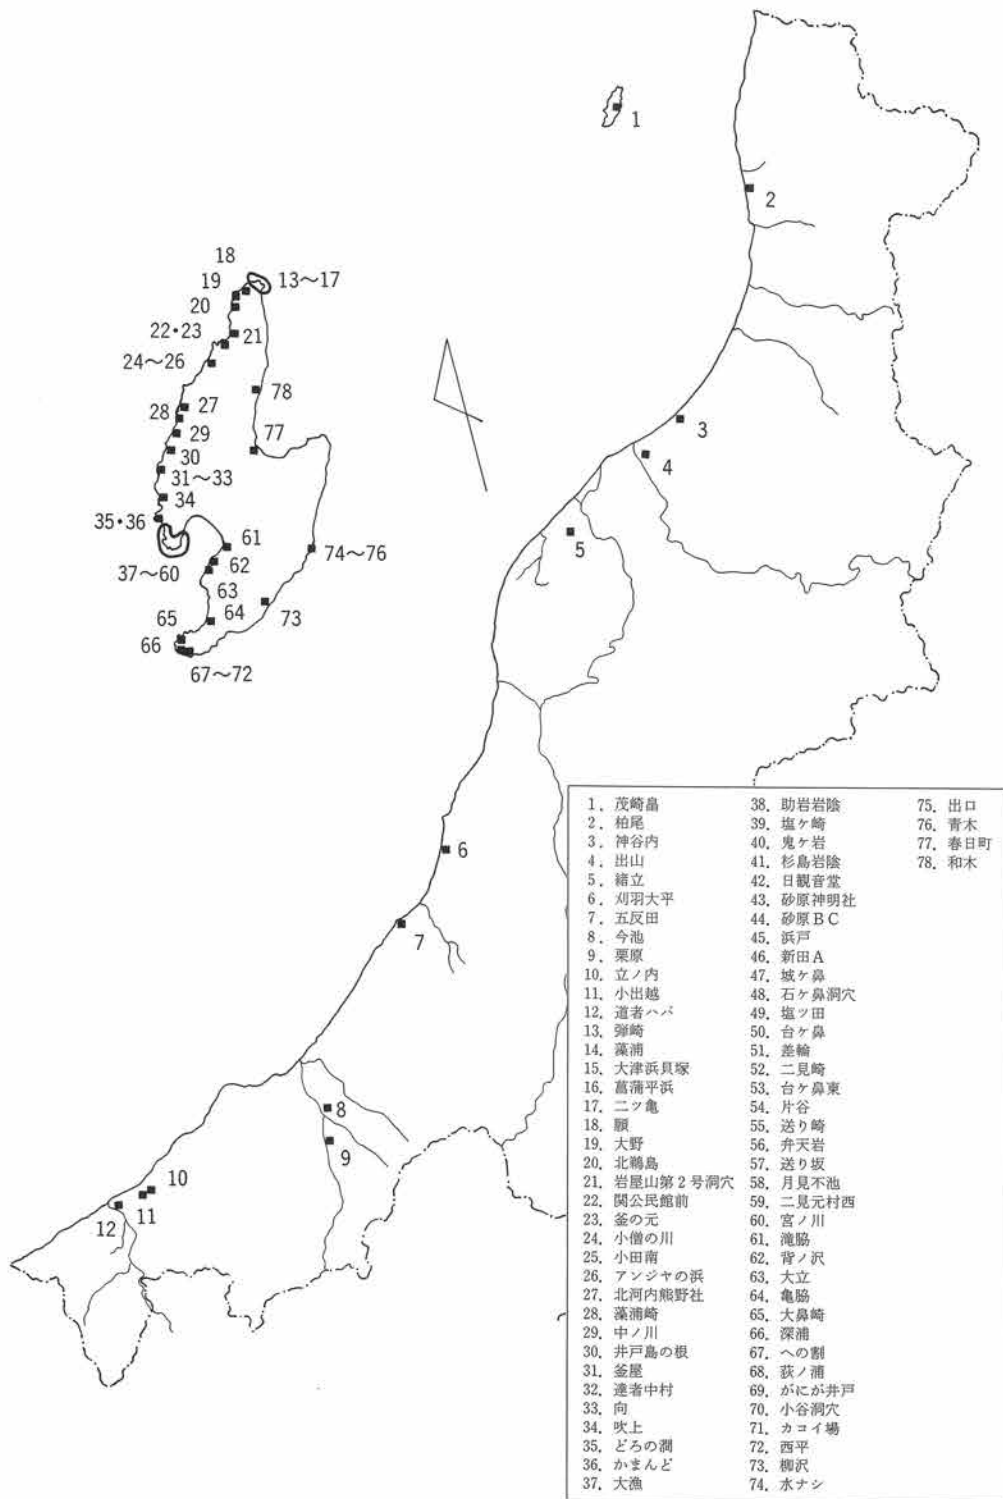 1
2
18
19
13～17
20
22・23
21
24～26
27
78
28
29
77
30
3
31～33
4
34
35・36
61
5
37～60
62
74～76
63
64
73
65
66
67～72
6
7
8
9
10
11
12
1. 茂崎畠
2. 柏尾
3. 神谷内
4. 出山
5. 緒立
6. 刈羽大平
7. 五反田
8. 今池
9. 栗原
10. 立ノ内
11. 小出越
12. 道者ハバ
13. 弾崎
14. 藻浦
15. 大津浜貝塚
16. 菖蒲平浜
17. 二ツ亀
18. 願
19. 大野
20. 北鵜島
21. 岩屋山第2号洞穴
22. 関公民館前
23. 釜の元
24. 小僧の川
25. 小田南
26. アンジャの浜
27. 北河内熊野社
28. 藻浦崎
29. 中ノ川
30. 井戸島の根
31. 釜屋
32. 達者中村
33. 向
34. 吹上
35. どろの澗
36. かまんど
37. 大漁
38. 助岩岩陰
39. 塩ケ崎
40. 鬼ケ岩
41. 杉島岩陰
42. 日観音堂
43. 砂原神明社
44. 砂原BC
45. 浜戸
46. 新田A
47. 城ケ鼻
48. 石ケ鼻洞穴
49. 塩ツ田
50. 台ケ鼻
51. 差輪
52. 二見崎
53. 台ケ鼻東
54. 片谷
55. 送り崎
56. 弁天岩
57. 送り坂
58. 月見不池
59. 二見元村西
60. 宮ノ川
61. 滝脇
62. 背ノ沢
63. 大立
64. 亀脇
65. 大鼻崎
66. 深浦
67. への割
68. 荻ノ浦
69. がにが井戸
70. 小谷洞穴
71. カコイ場
72. 西平
73. 柳沢
74. 水ナシ
75. 出口
76. 青木
77. 春日町
78. 和木